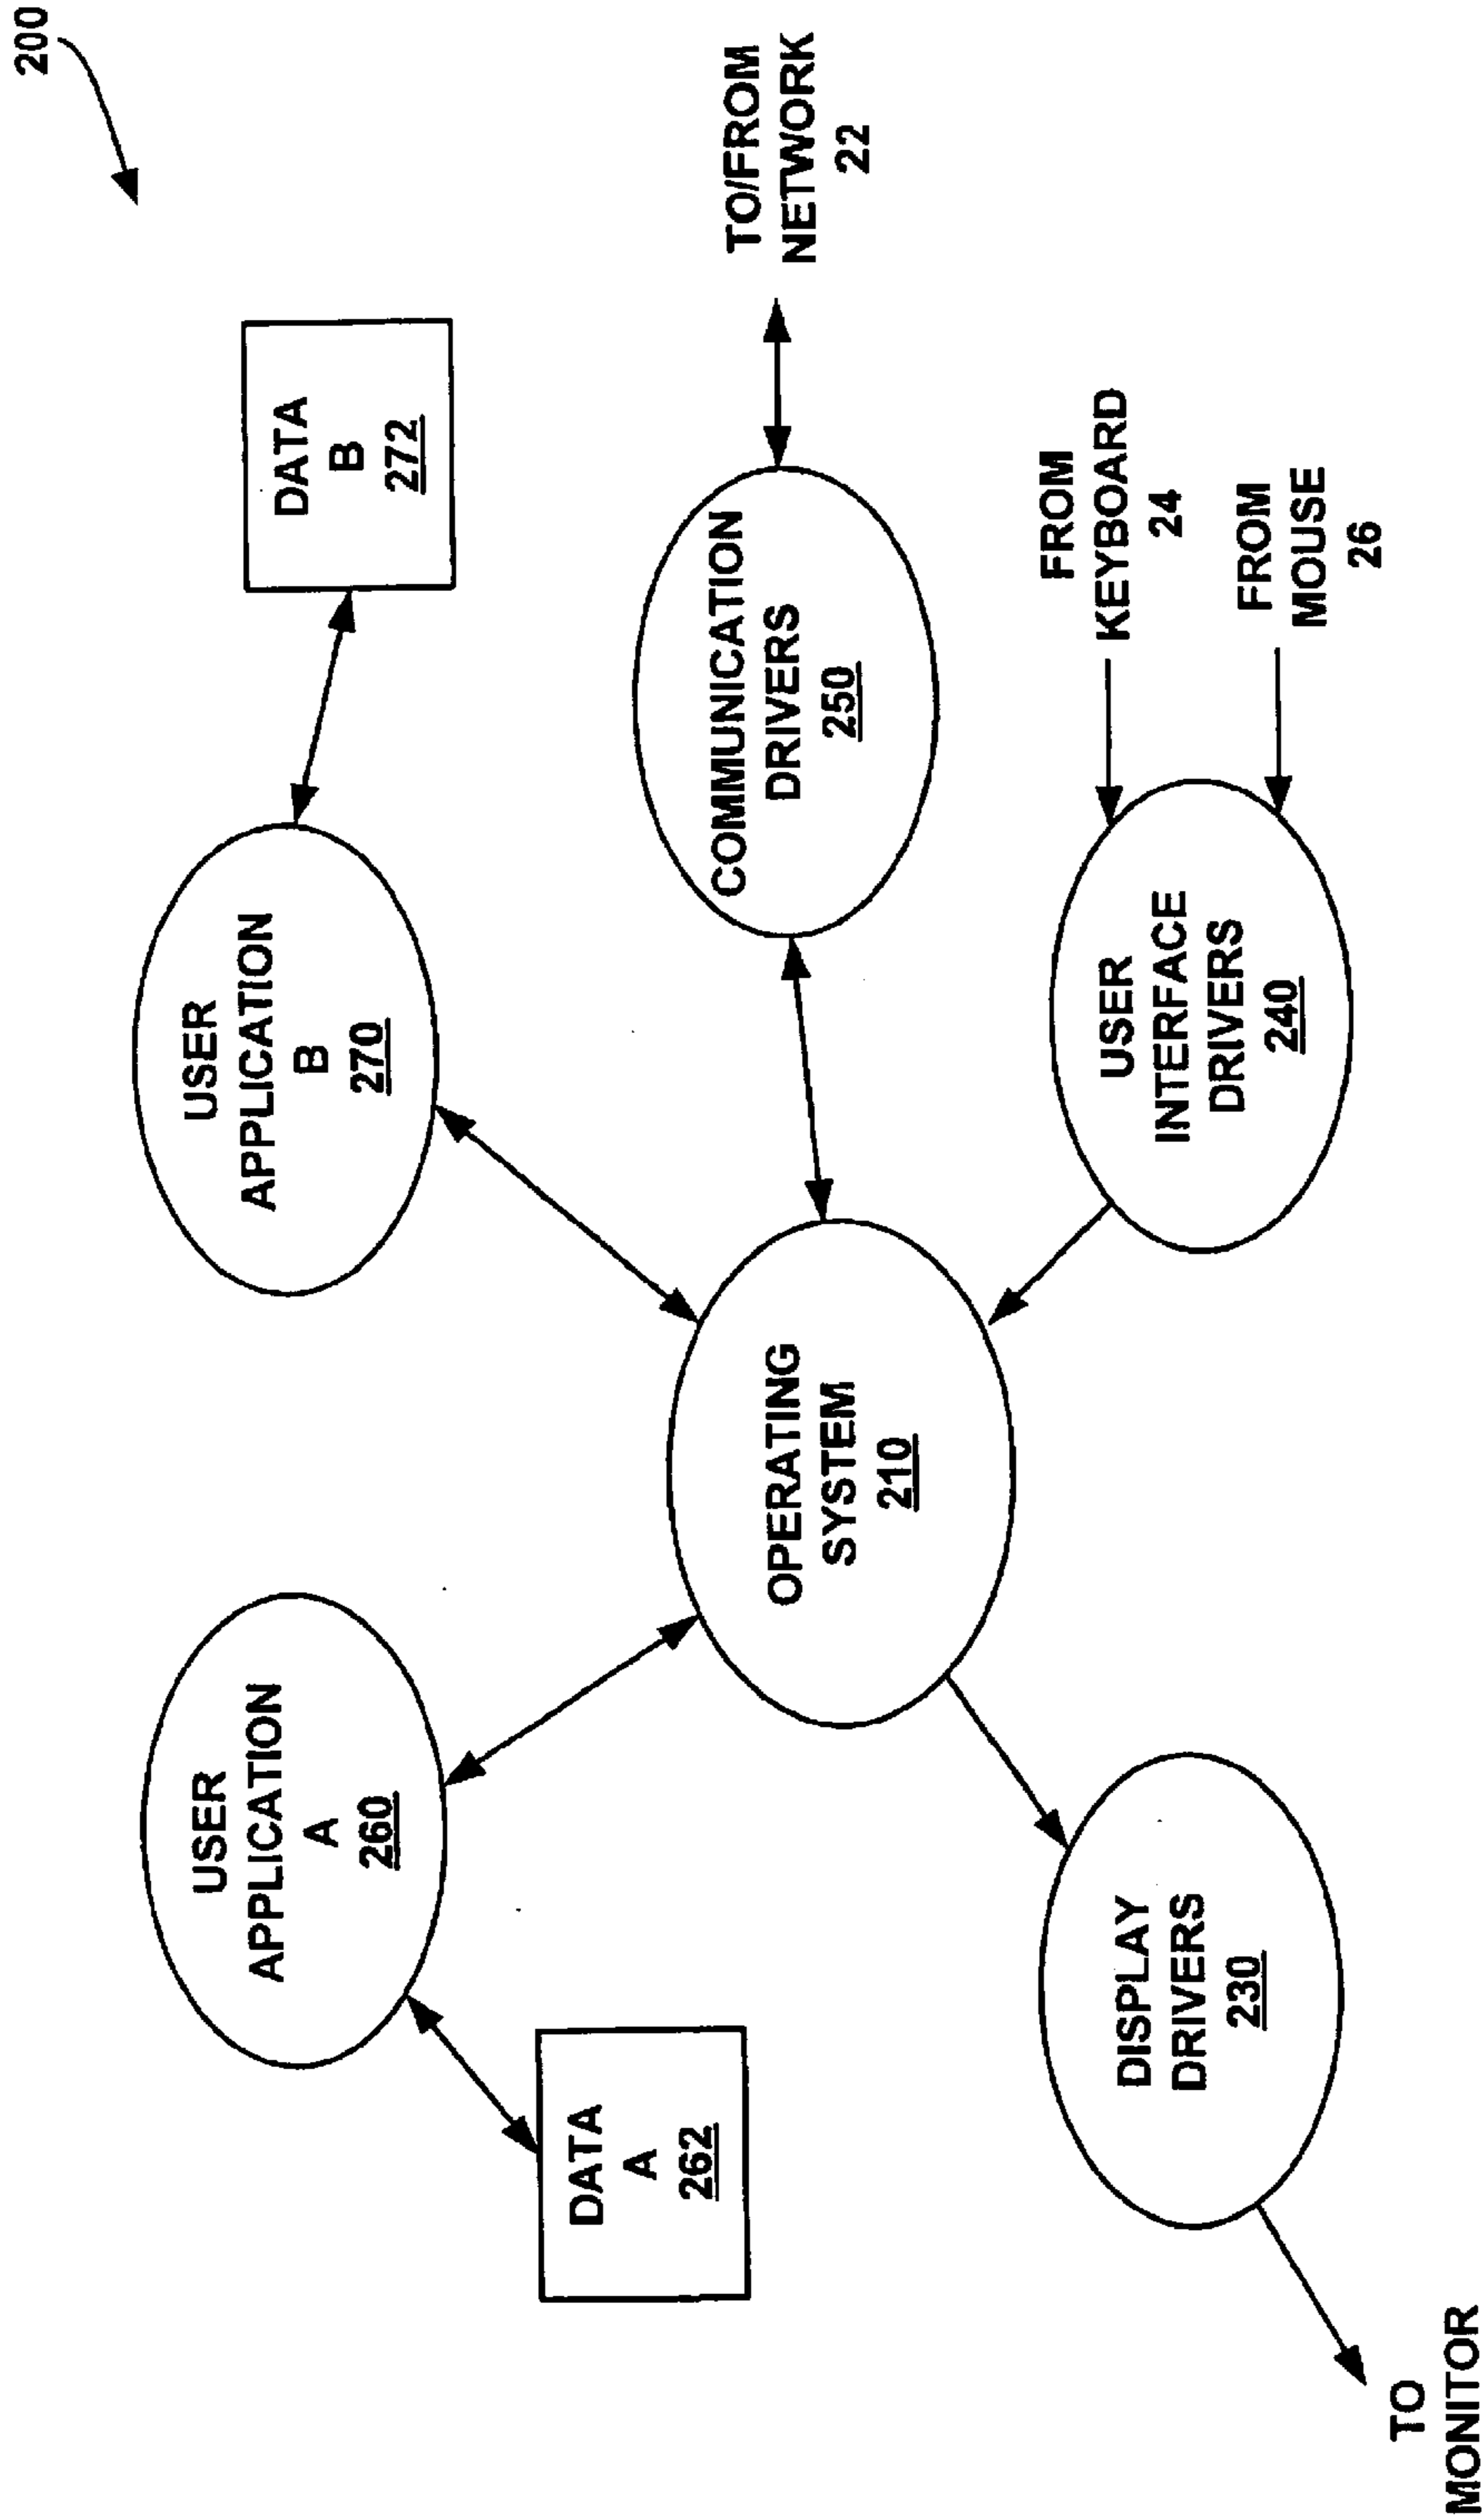 200
USER
APPLICATION
A
260
USER
APPLICATION
B
270
DATA
B
272
DATA
A
262
OPERATING
SYSTEM
210
COMMUNICATION
DRIVERS
250
TO/FROM
NETWORK
22
DISPLAY
DRIVERS
230
USER
INTERFACE
DRIVERS
240
FROM
KEYBOARD
24
FROM
MOUSE
26
TO
MONITOR